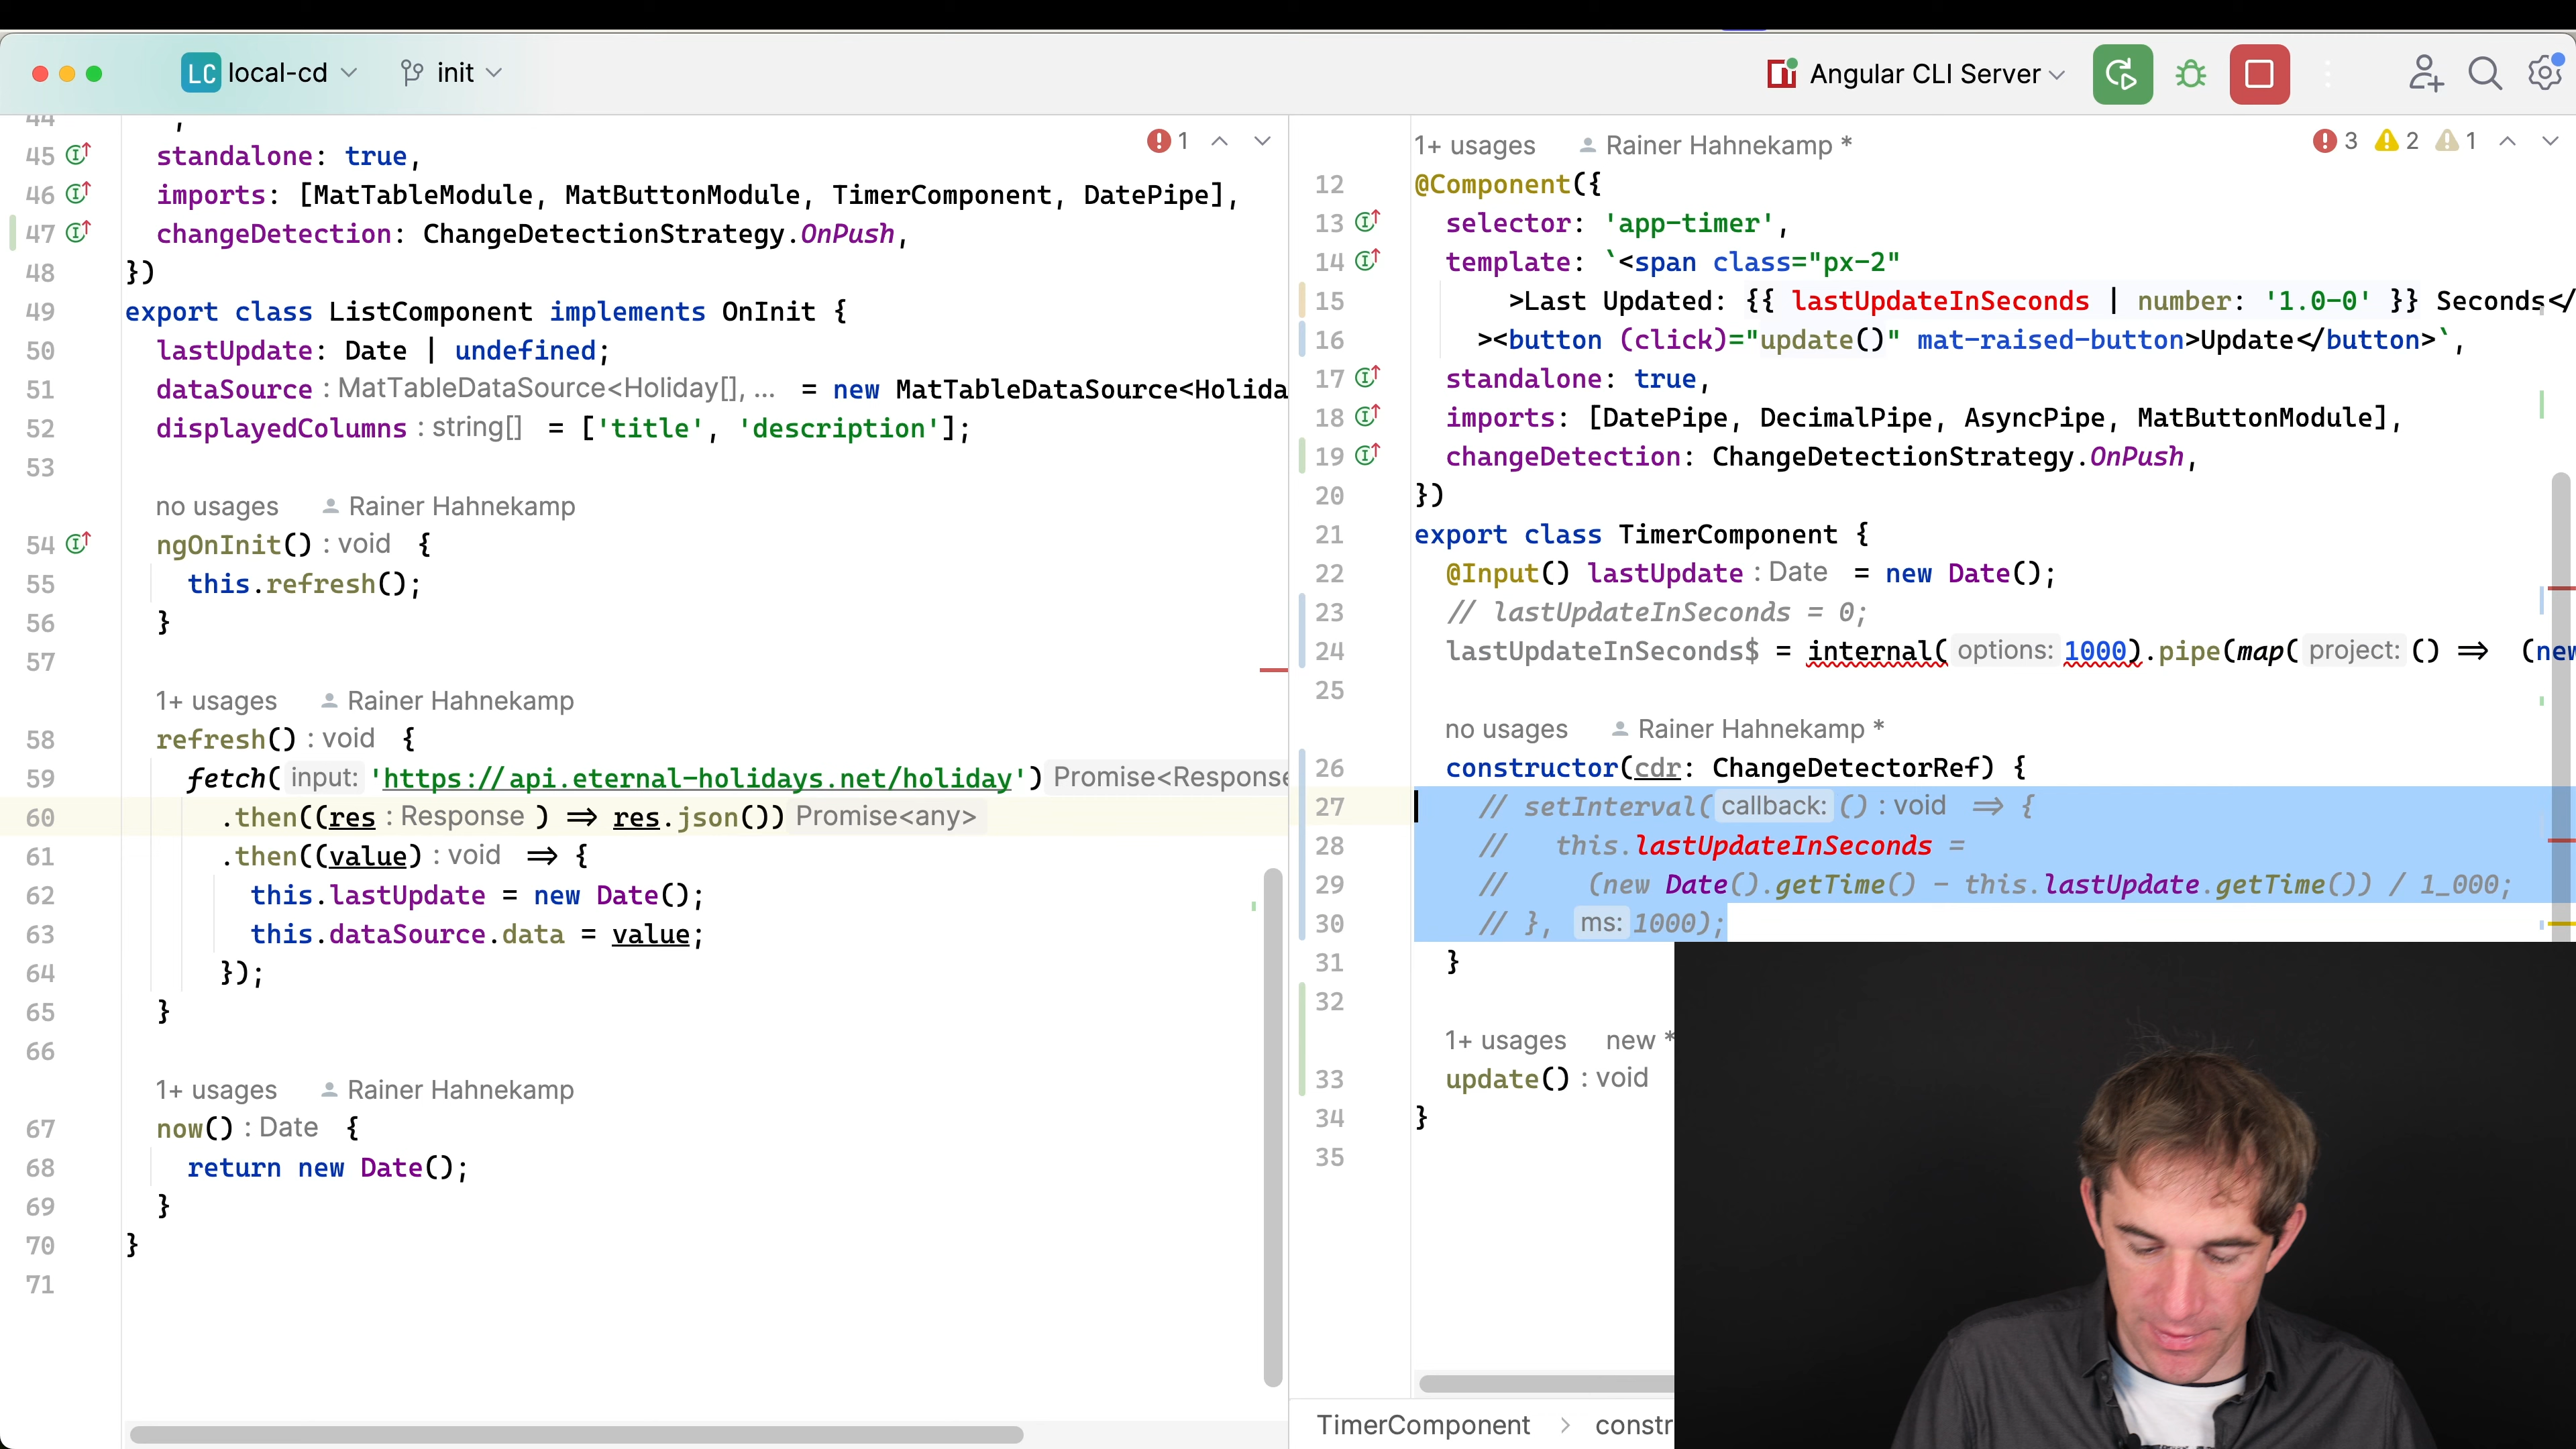 LC local-cd init Angular CLI Server
44 ,
45 standalone: true,
46 imports: [MatTableModule, MatButtonModule, TimerComponent, DatePipe],
47 changeDetection: ChangeDetectionStrategy.OnPush,
48 })
49 export class ListComponent implements OnInit {
50 lastUpdate: Date | undefined;
51 dataSource : MatTableDataSource<Holiday[],... = new MatTableDataSource<Holida
52 displayedColumns : string[] = ['title', 'description'];
53
no usages Rainer Hahnekamp
54 ngOnInit() : void {
55 this.refresh();
56 }
57
1+ usages Rainer Hahnekamp
58 refresh() : void {
59 fetch( input: 'https://api.eternal-holidays.net/holiday') Promise<Response
60 .then((res : Response ) => res.json()) Promise<any>
61 .then((value) : void => {
62 this.lastUpdate = new Date();
63 this.dataSource.data = value;
64 });
65 }
66
1+ usages Rainer Hahnekamp
67 now() : Date {
68 return new Date();
69 }
70 }
71
1
1+ usages Rainer Hahnekamp *
3 2 1
12 @Component({
13 selector: 'app-timer',
14 template: `<span class="px-2"
15 >Last Updated: {{ lastUpdateInSeconds | number: '1.0-0' }} Seconds</
16 ><button (click)="update()" mat-raised-button>Update</button>`,
17 standalone: true,
18 imports: [DatePipe, DecimalPipe, AsyncPipe, MatButtonModule],
19 changeDetection: ChangeDetectionStrategy.OnPush,
20 })
21 export class TimerComponent {
22 @Input() lastUpdate : Date = new Date();
23 // lastUpdateInSeconds = 0;
24 lastUpdateInSeconds$ = internal( options: 1000).pipe(map( project: () => (new
25
no usages Rainer Hahnekamp *
26 constructor(cdr: ChangeDetectorRef) {
27 // setInterval( callback: () : void => {
28 // this.lastUpdateInSeconds =
29 // (new Date().getTime() - this.lastUpdate.getTime()) / 1_000;
30 // }, ms: 1000);
31 }
32
1+ usages new *
33 update() : void
34 }
35
TimerComponent > constr